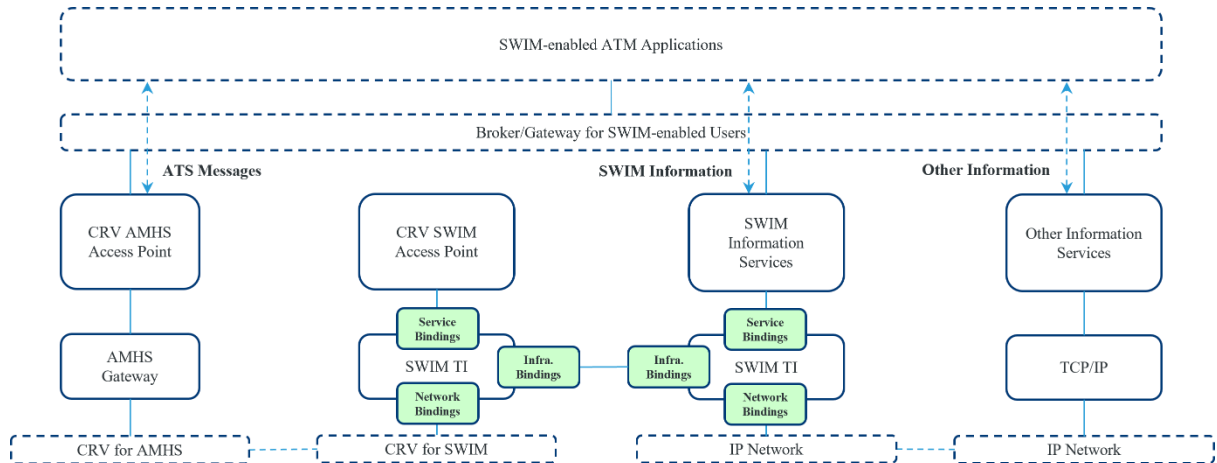 SWIM-enabled ATM Applications
Broker/Gateway for SWIM-enabled Users
ATS Messages
SWIM Information
Other Information
CRV AMHS
Access Point
CRV SWIM
Access Point
SWIM
Information
Services
Other Information
Services
Service
Bindings
Service
Bindings
AMHS
Gateway
SWIM TI
Infra.
Bindings
Infra.
Bindings
SWIM TI
TCP/IP
Network
Bindings
Network
Bindings
CRV for AMHS
CRV for SWIM
IP Network
IP Network